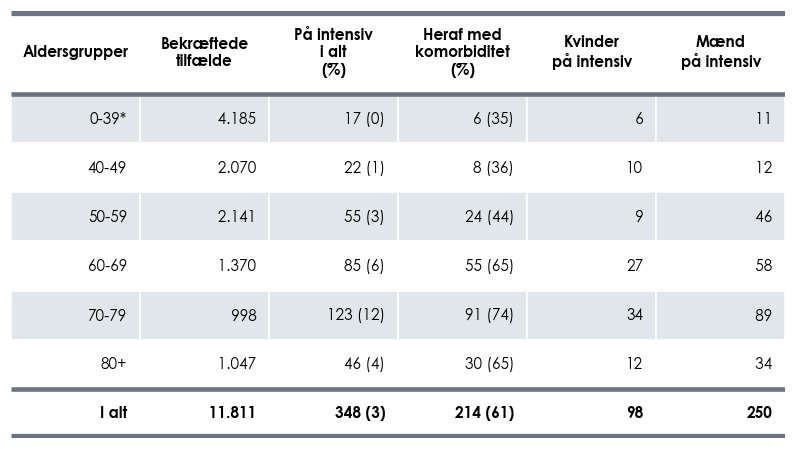 Aldersgrupper Bekræftede tilfælde På intensiv i alt (%) Heraf med komorbiditet (%) Kvinder på intensiv Mænd på intensiv
0-39* 4.185 17 (0) 6 (35) 6 11
40-49 2.070 22 (1) 8 (36) 10 12
50-59 2.141 55 (3) 24 (44) 9 46
60-69 1.370 85 (6) 55 (65) 27 58
70-79 998 123 (12) 91 (74) 34 89
80+ 1.047 46 (4) 30 (65) 12 34
I alt 11.811 348 (3) 214 (61) 98 250